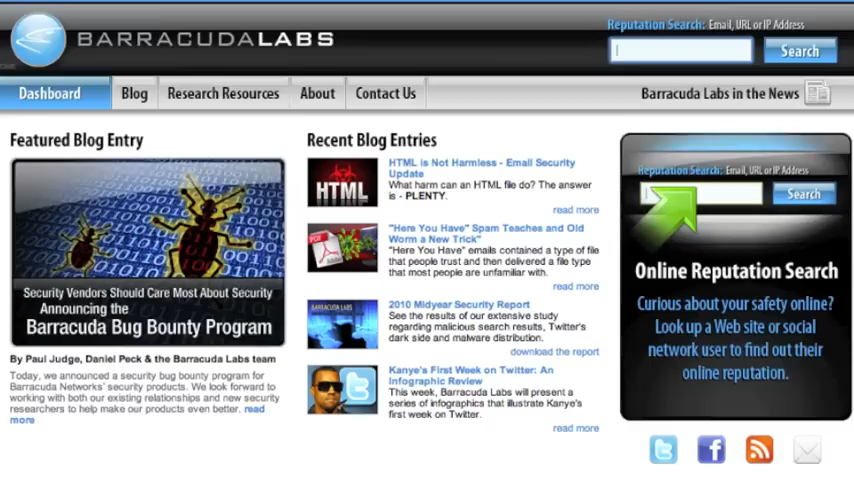 BARRACUDALABS
Reputation Search: Email, URL or IP Address
Search
Dashboard
Blog
Research Resources
About
Contact Us
Barracuda Labs in the News
Featured Blog Entry
Security Vendors Should Care Most About Security
Announcing the
Barracuda Bug Bounty Program
By Paul Judge, Daniel Peck & the Barracuda Labs team
Today, we announced a security bug bounty program for
Barracuda Networks' security products. We look forward to
working with both our existing relationships and new security
researchers to help make our products even better. read
more
Recent Blog Entries
HTML
HTML is Not Harmless - Email Security
Update
What harm can an HTML file do? The answer
is - PLENTY.
read more
PDF
"Here You Have" Spam Teaches and Old
Worm a New Trick"
"Here You Have" emails contained a type of file
that people trust and then delivered a file type
that most people are unfamiliar with.
read more
BARRACUDA LABS
2010 Midyear Security Report
See the results of our extensive study
regarding malicious search results, Twitter's
dark side and malware distribution.
download the report
Kanye's First Week on Twitter: An
Infographic Review
This week, Barracuda Labs will present a
series of infographics that illustrate Kanye's
first week on Twitter.
read more
Reputation Search: Email, URL or IP Address
Search
Online Reputation Search
Curious about your safety online?
Look up a Web site or social
network user to find out their
online reputation.